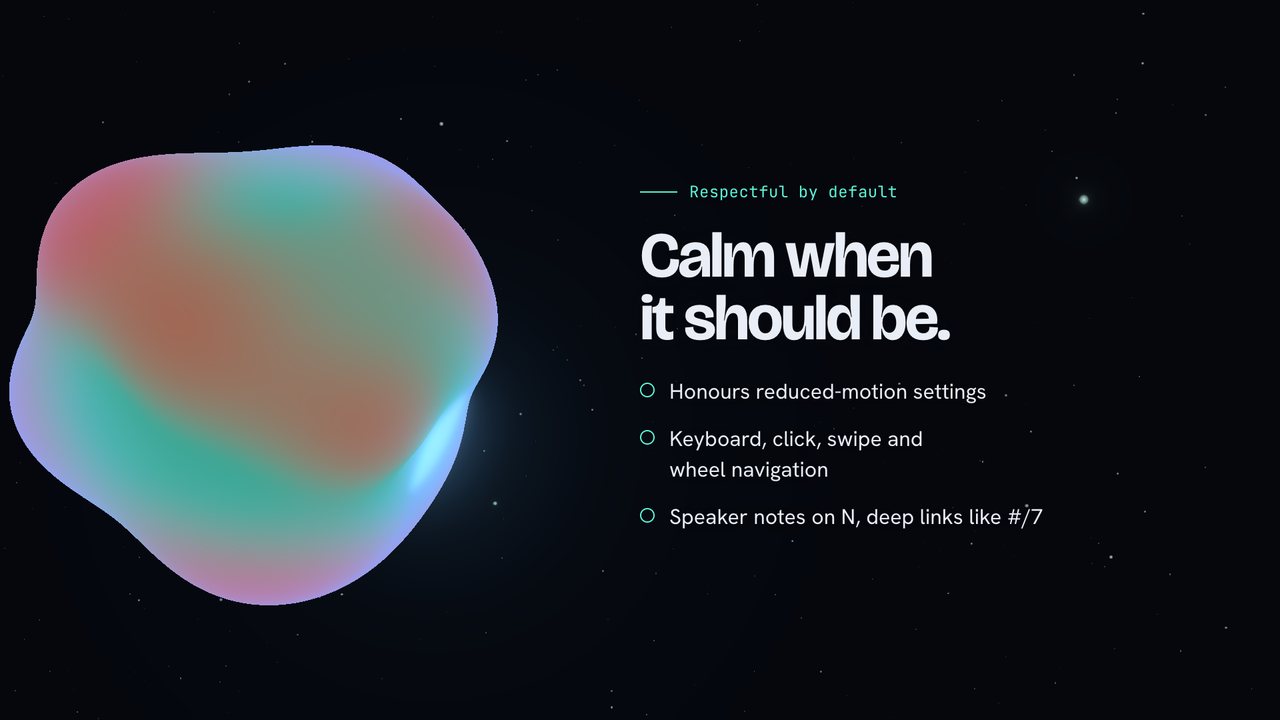 Respectful by default
Calm when
it should be.
Honours reduced-motion settings
Keyboard, click, swipe and
wheel navigation
Speaker notes on N, deep links like #/7